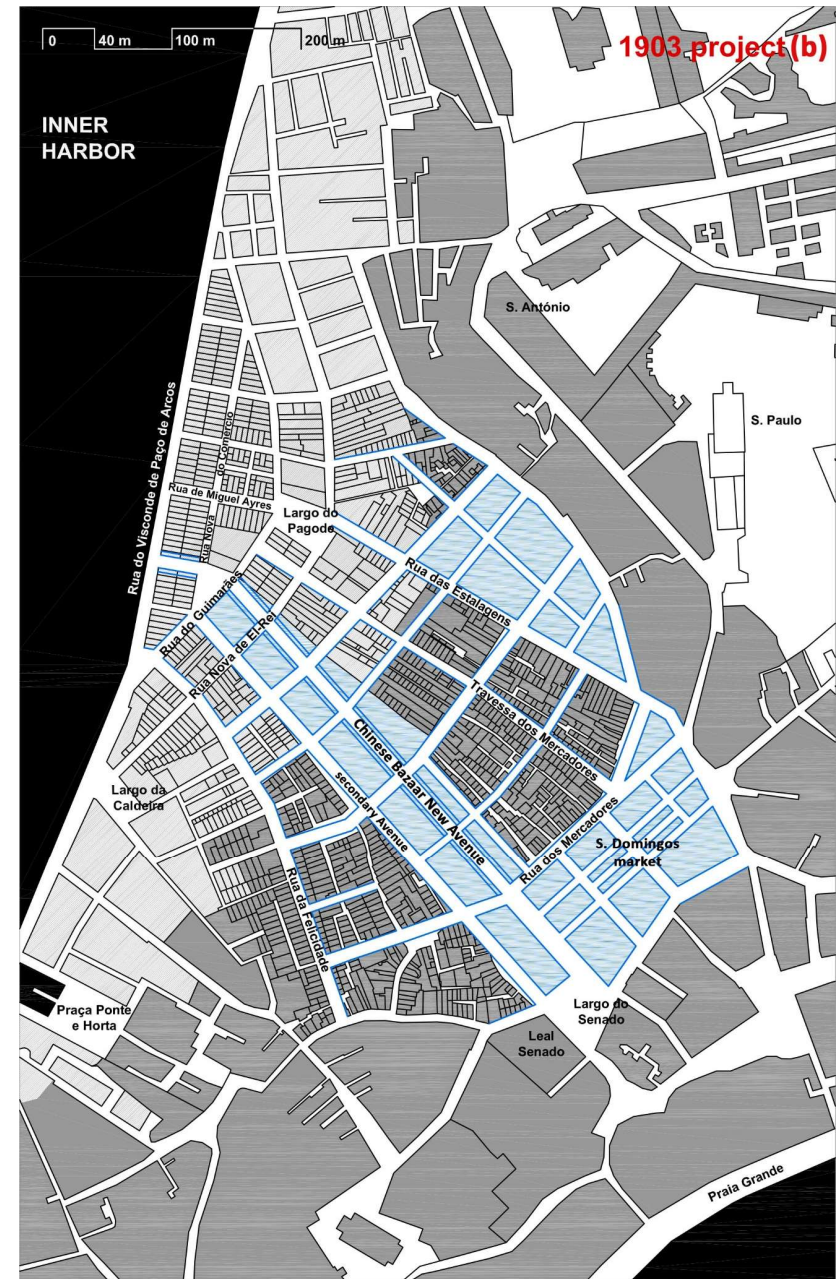 0 40 m 100 m 200 m
1903 project (b)
INNER
HARBOR
S. António
S. Paulo
Rua do Visconde de Paço de Arcos
Rua Nova do Comercio
Rua de Miguel Ayres
Largo do
Pagode
Rua das Estalagens
Rua do Guimarães
Rua Nova de El-Rei
Travessa dos Mercadores
Chinese Bazaar New Avenue
secondary Avenue
Largo da
Caldeira
Rua dos Mercadores
S. Domingos
market
Rua da Felicidade
Praça Ponte
e Horta
Largo do
Senado
Leal
Senado
Praia Grande